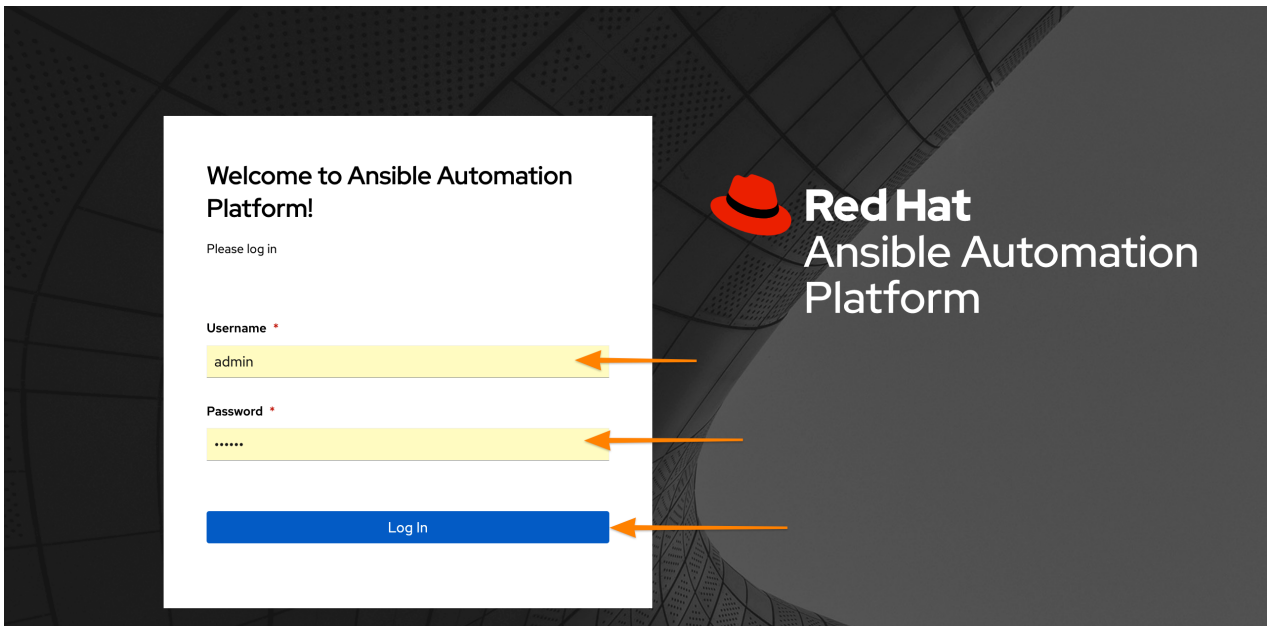 Welcome to Ansible Automation
Platform!
Please log in
Username *
admin
Password *
••••••
Log In
Red Hat
Ansible Automation
Platform